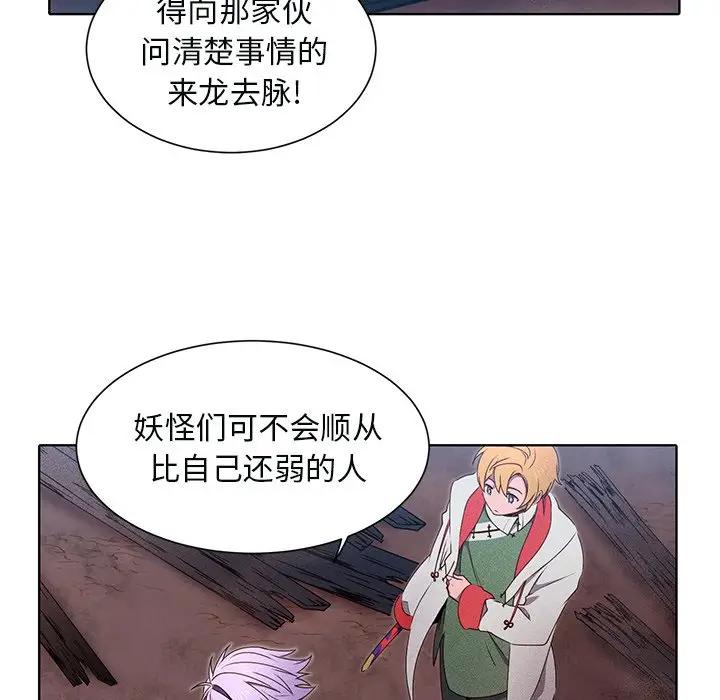 得向那家伙
问清楚事情的
来龙去脉!
妖怪们可不会顺从
比自己还弱的人